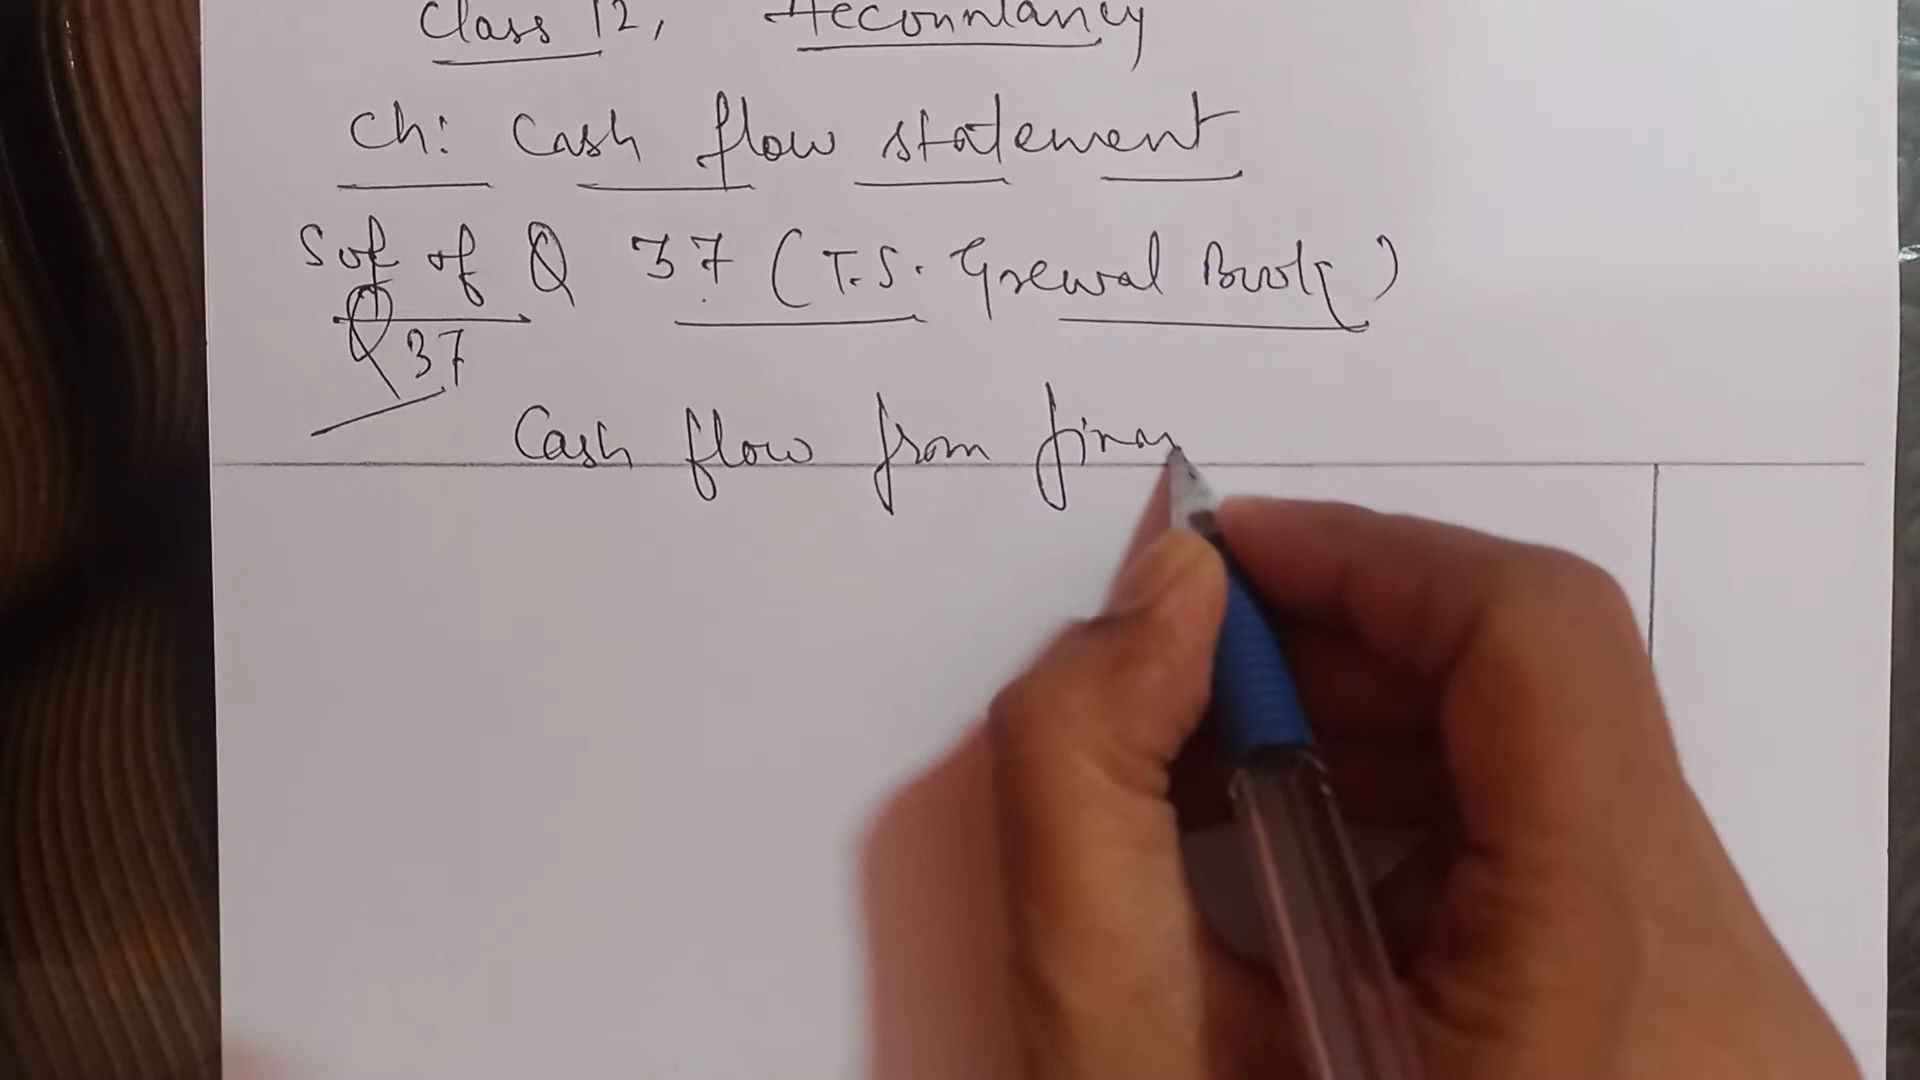 Class 12, Accountancy
Ch: Cash flow statement
Sol of Q 37 (T.S. Grewal Book)
Q 37
Cash flow from finan